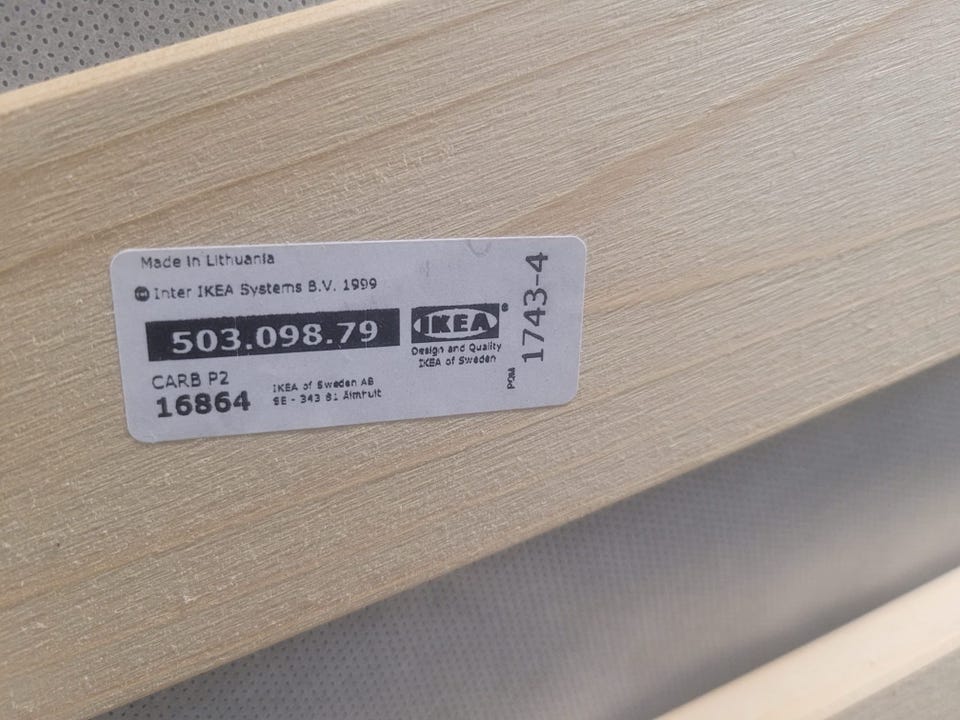 Made in Lithuania
© Inter IKEA Systems B.V. 1999
503.098.79
IKEA®
Design and Quality
IKEA of Sweden
CARB P2
16864
IKEA of Sweden AB
SE - 343 81 Älmhult
1743-4